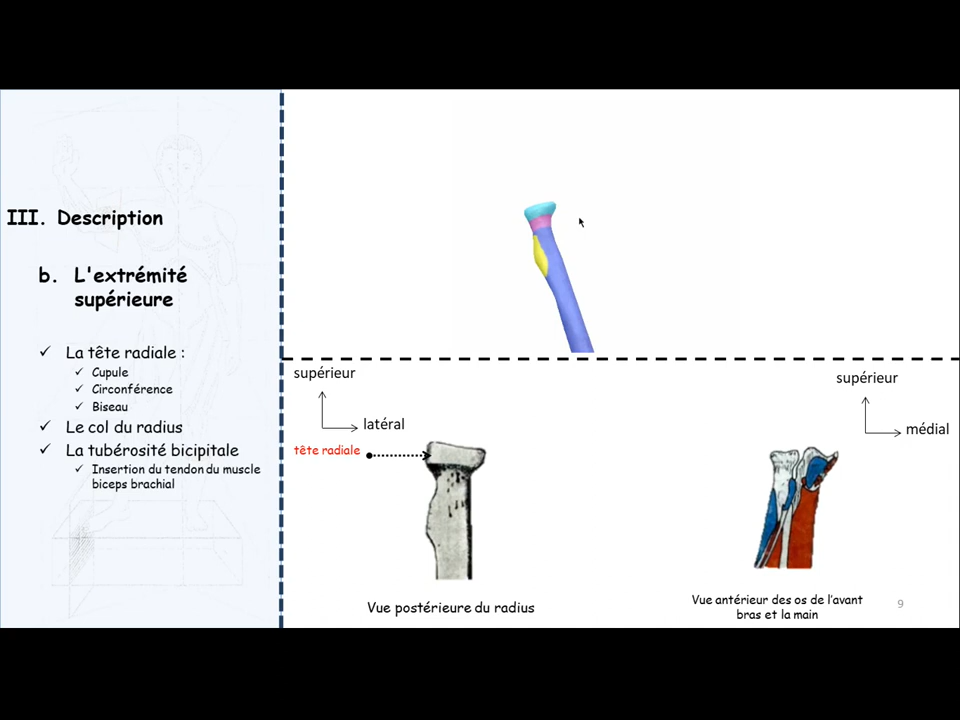 III. Description
b. L'extrémité
supérieure
✓ La tête radiale :
✓ Cupule
✓ Circonférence
✓ Biseau
✓ Le col du radius
✓ La tubérosité bicipitale
✓ Insertion du tendon du muscle
biceps brachial
supérieur
latéral
tête radiale
Vue postérieure du radius
supérieur
médial
Vue antérieur des os de l'avant
bras et la main
9